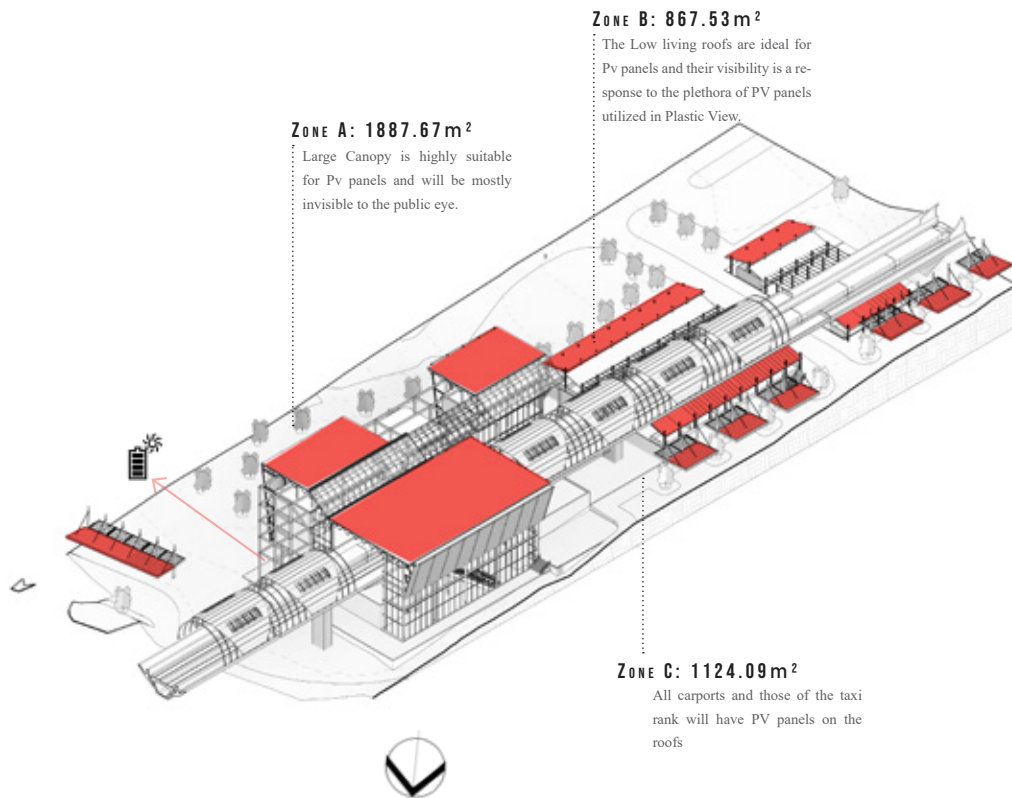 Zone B: 867.53m²
The Low living roofs are ideal for
Pv panels and their visibility is a re-
sponse to the plethora of PV panels
utilized in Plastic View.
Zone A: 1887.67m²
Large Canopy is highly suitable
for Pv panels and will be mostly
invisible to the public eye.
Zone C: 1124.09m²
All carports and those of the taxi
rank will have PV panels on the
roofs